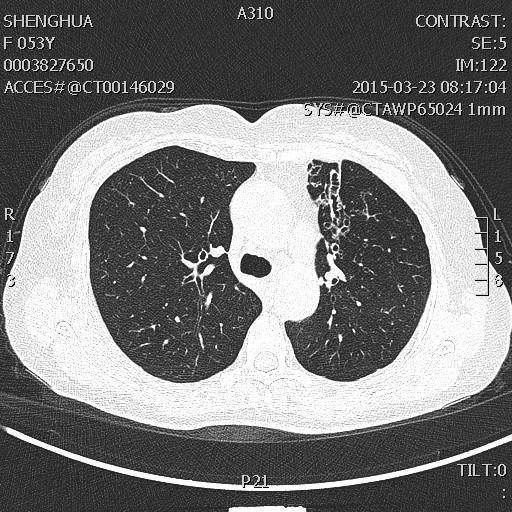 SHENGHUA
F 053Y
0003827650
ACCES# @CT00146029
A310
CONTRAST:
SE:5
IM:122
2015-03-23 08:17:04
SYS# @CTAWP65024 1mm
R
1
7
3
L
1
5
8
P21
TILT:0
: